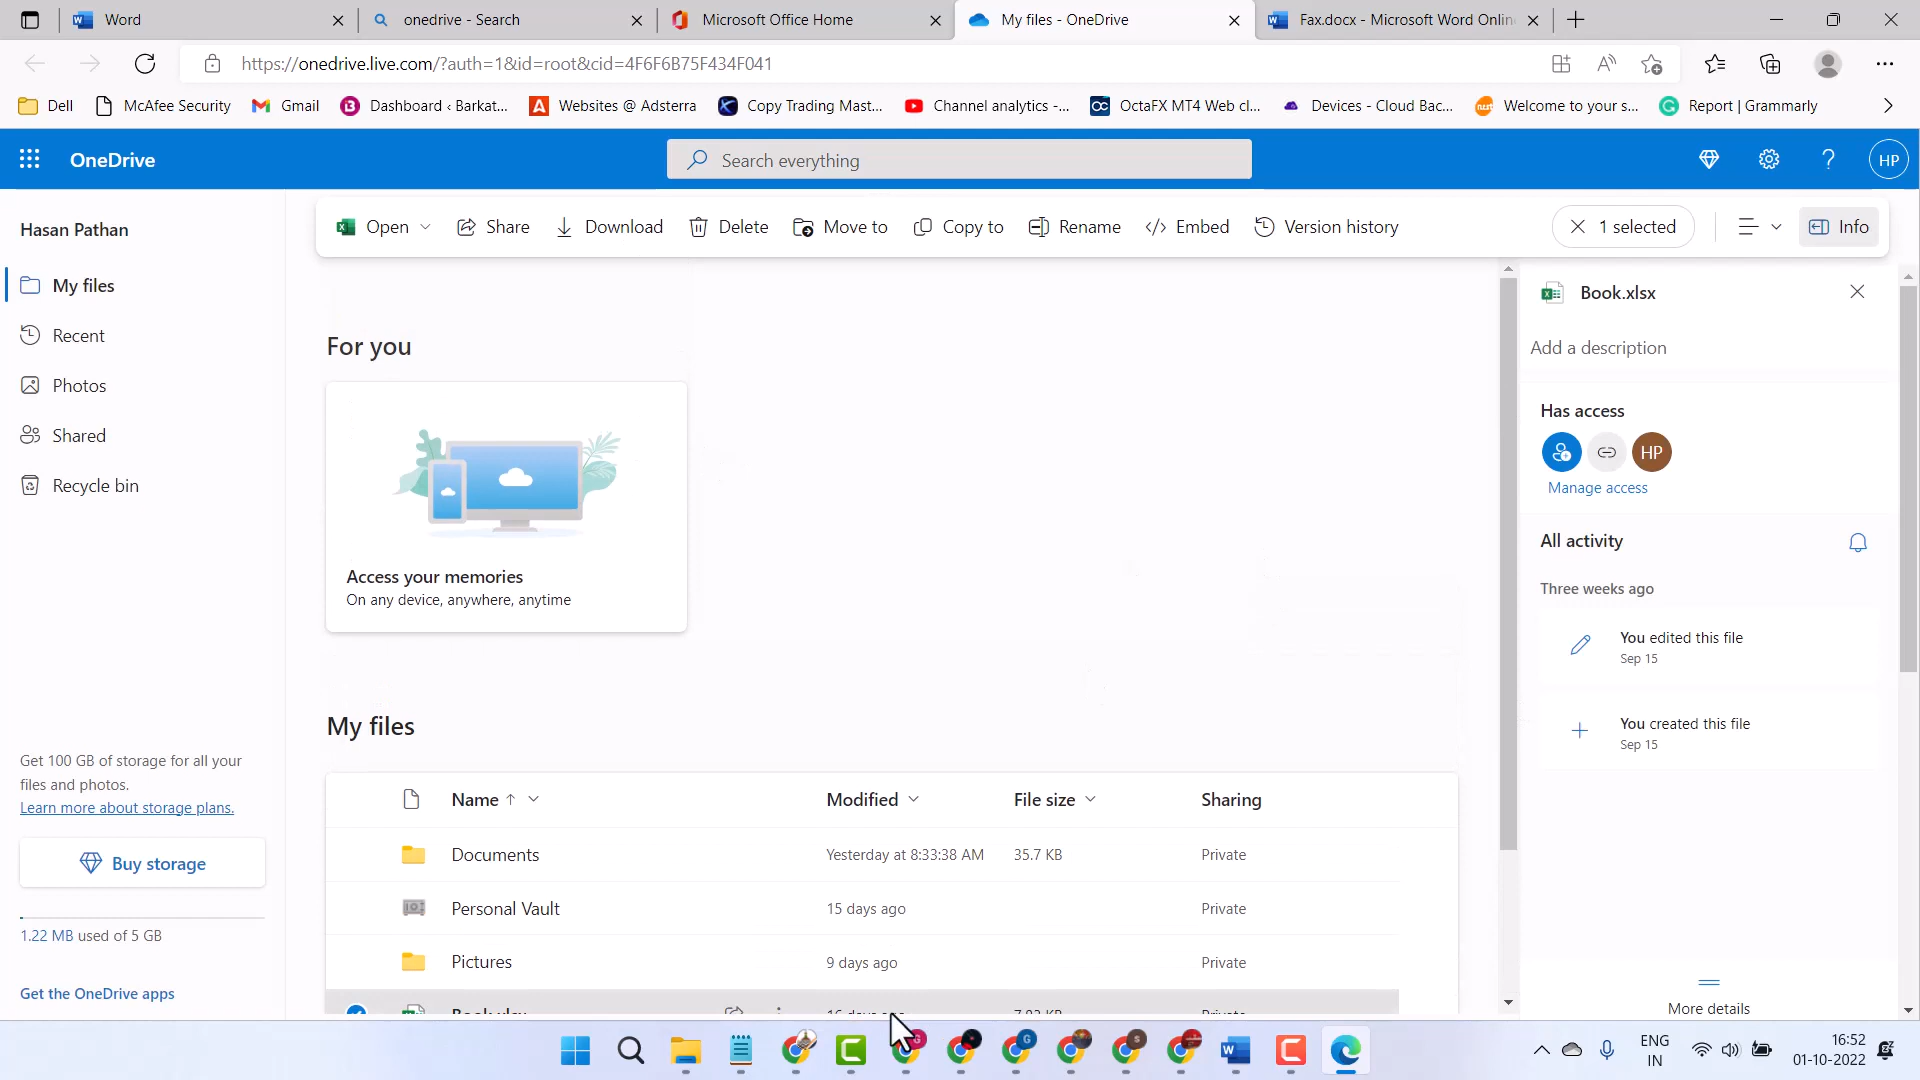 Word
onedrive - Search
Microsoft Office Home
My files - OneDrive
Fax.docx - Microsoft Word Onlin
https://onedrive.live.com/?auth=1&id=root&cid=4F6F6B75F434F041
Dell
McAfee Security
Gmail
Dashboard ‹ Barkat...
Websites @ Adsterra
Copy Trading Mast...
Channel analytics -...
OctaFX MT4 Web cl...
Devices - Cloud Bac...
Welcome to your s...
Report | Grammarly
OneDrive
Search everything
HP
Hasan Pathan
Open
Share
Download
Delete
Move to
Copy to
Rename
Embed
Version history
1 selected
Info
My files
Recent
Photos
Shared
Recycle bin
Get 100 GB of storage for all your
files and photos.
Learn more about storage plans.
Buy storage
1.22 MB used of 5 GB
Get the OneDrive apps
For you
Access your memories
On any device, anywhere, anytime
My files
Name
Modified
File size
Sharing
Documents
Yesterday at 8:33:38 AM
35.7 KB
Private
Personal Vault
15 days ago
Private
Pictures
9 days ago
Private
Book.xlsx
16 days ago
7.93 KB
Private
Book.xlsx
Add a description
Has access
HP
Manage access
All activity
Three weeks ago
You edited this file
Sep 15
You created this file
Sep 15
More details
ENG
IN
16:52
01-10-2022